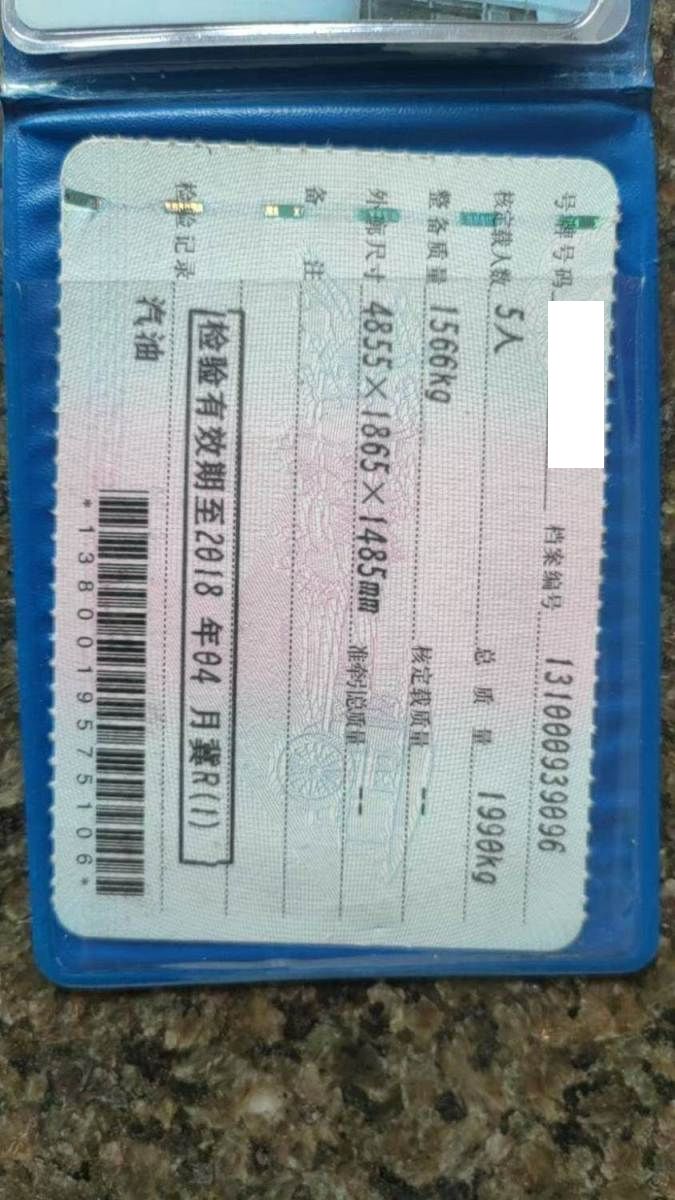 号牌号码 档案编号 131000939096
核定载人数 5人 总质量 1990kg
整备质量 1566kg 核定载质量 --
外廓尺寸 4855×1865×1485mm 准牵引总质量 --
备注
检验记录 检验有效期至2018年04月冀R(1)
汽油
*1380019575106*